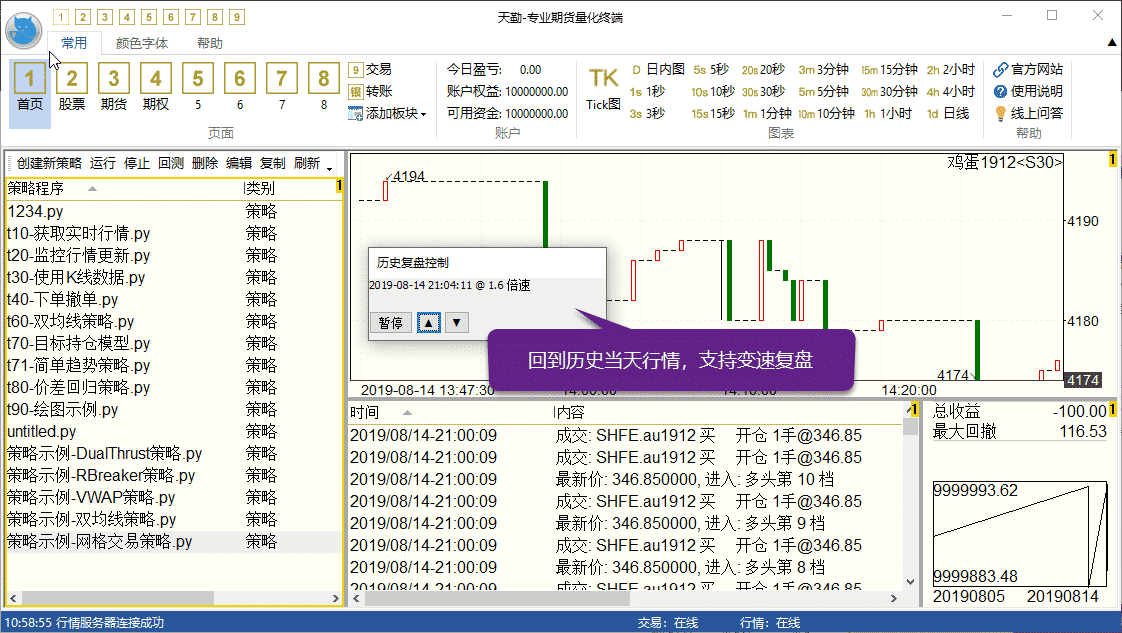 天勤-专业期货量化终端
1 2 3 4 5 6 7 8 9
常用 颜色字体 帮助
1 2 3 4 5 6 7 8
首页 股票 期货 期权 5 6 7 8
9 交易
银 转账
添加板块
页面
今日盈亏: 0.00
账户权益: 10000000.00
可用资金: 10000000.00
账户
TK
Tick图
D 日内图 5s 5秒 20s 20秒 3m 3分钟 15m 15分钟 2h 2小时
1s 1秒 10s 10秒 30s 30秒 5m 5分钟 30m 30分钟 4h 4小时
3s 3秒 15s 15秒 1m 1分钟 10m 10分钟 1h 1小时 1d 日线
图表
官方网站
使用说明
线上问答
帮助
创建新策略 运行 停止 回测 删除 编辑 复制 刷新
策略程序 类别 1
1234.py 策略
t10-获取实时行情.py 策略
t20-监控行情更新.py 策略
t30-使用K线数据.py 策略
t40-下单撤单.py 策略
t60-双均线策略.py 策略
t70-目标持仓模型.py 策略
t71-简单趋势策略.py 策略
t80-价差回归策略.py 策略
t90-绘图示例.py 策略
untitled.py 策略
策略示例-DualThrust策略.py 策略
策略示例-RBreaker策略.py 策略
策略示例-VWAP策略.py 策略
策略示例-双均线策略.py 策略
策略示例-网格交易策略.py 策略
鸡蛋1912<S30> 1
4194
4190
4180
4174
4174
历史复盘控制
2019-08-14 21:04:11 @ 1.6 倍速
暂停 ▲ ▼
回到历史当天行情，支持变速复盘
2019-08-14 13:47:30 14:00:00 14:10:00 14:20:00
时间 内容 1
2019/08/14-21:00:09 成交: SHFE.au1912 买 开仓 1手@346.85
2019/08/14-21:00:09 成交: SHFE.au1912 买 开仓 1手@346.85
2019/08/14-21:00:09 最新价: 346.850000, 进入: 多头第 10 档
2019/08/14-21:00:09 成交: SHFE.au1912 买 开仓 1手@346.85
2019/08/14-21:00:09 最新价: 346.850000, 进入: 多头第 9 档
2019/08/14-21:00:09 成交: SHFE.au1912 买 开仓 1手@346.85
2019/08/14-21:00:09 最新价: 346.850000, 进入: 多头第 8 档
2019/08/14-21:00:09 成交: SHFE.au1912 买 开仓 1手@346.85
总收益 -100.00 1
最大回撤 116.53
9999993.62
9999883.48
20190805 20190814
10:58:55 行情服务器连接成功 交易：在线 行情：在线